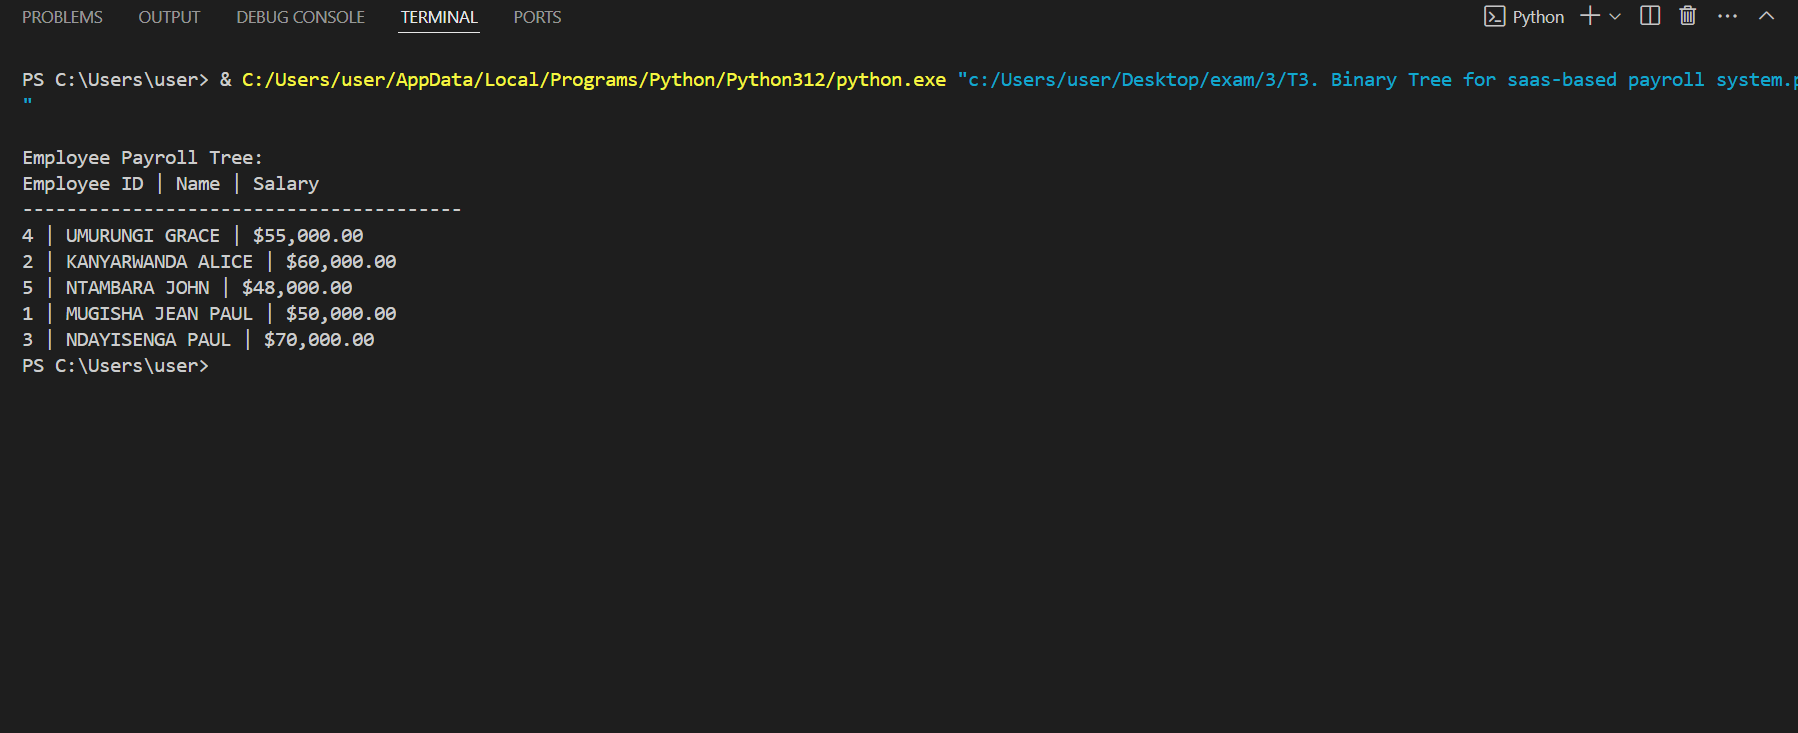 PROBLEMS OUTPUT DEBUG CONSOLE TERMINAL PORTS Python
PS C:\Users\user> & C:/Users/user/AppData/Local/Programs/Python/Python312/python.exe "c:/Users/user/Desktop/exam/3/T3. Binary Tree for saas-based payroll system.p
"
Employee Payroll Tree:
Employee ID | Name | Salary
----------------------------------------
4 | UMURUNGI GRACE | $55,000.00
2 | KANYARWANDA ALICE | $60,000.00
5 | NTAMBARA JOHN | $48,000.00
1 | MUGISHA JEAN PAUL | $50,000.00
3 | NDAYISENGA PAUL | $70,000.00
PS C:\Users\user>